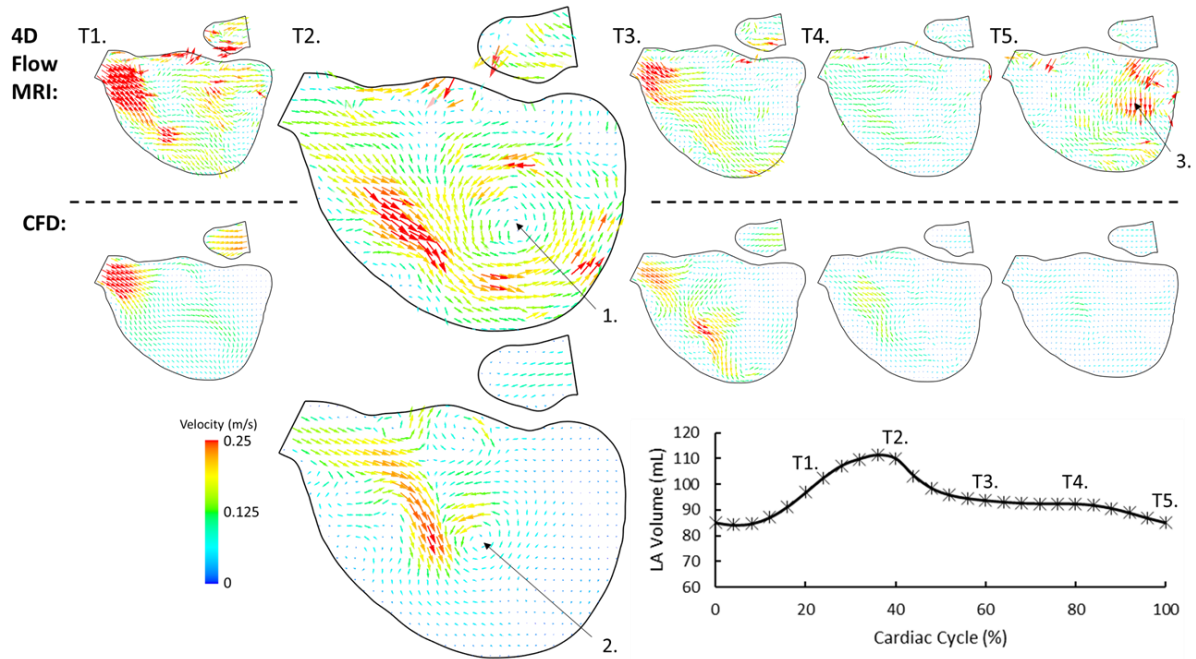 4D
Flow
MRI:
T1.
T2.
T3.
T4.
T5.
1.
3.
CFD:
2.
Velocity (m/s)
0.25
0.125
0
LA Volume (mL)
120
110
100
90
80
70
60
T1.
T2.
T3.
T4.
T5.
0
20
40
60
80
100
Cardiac Cycle (%)